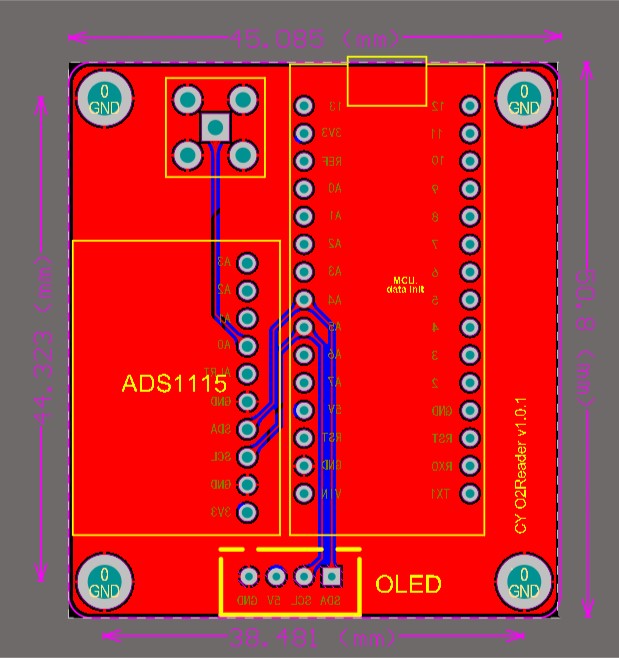 45.085 (mm)
0
GND
0
GND
13
3V3
REF
A0
A1
A2
A3
A4
A5
A6
A7
5V
RST
GND
VIN
12
11
10
9
8
7
6
5
4
3
2
GND
RST
RX0
TX1
MCU.
data init
A3
A2
A1
A0
ALRT
GND
SDA
SCL
GND
3V3
ADS1115
44.323 (mm)
50.8 (mm)
CY O2Reader v1.0.1
0
GND
0
GND
OLED
GND
5V
SCL
SDA
38.481 (mm)